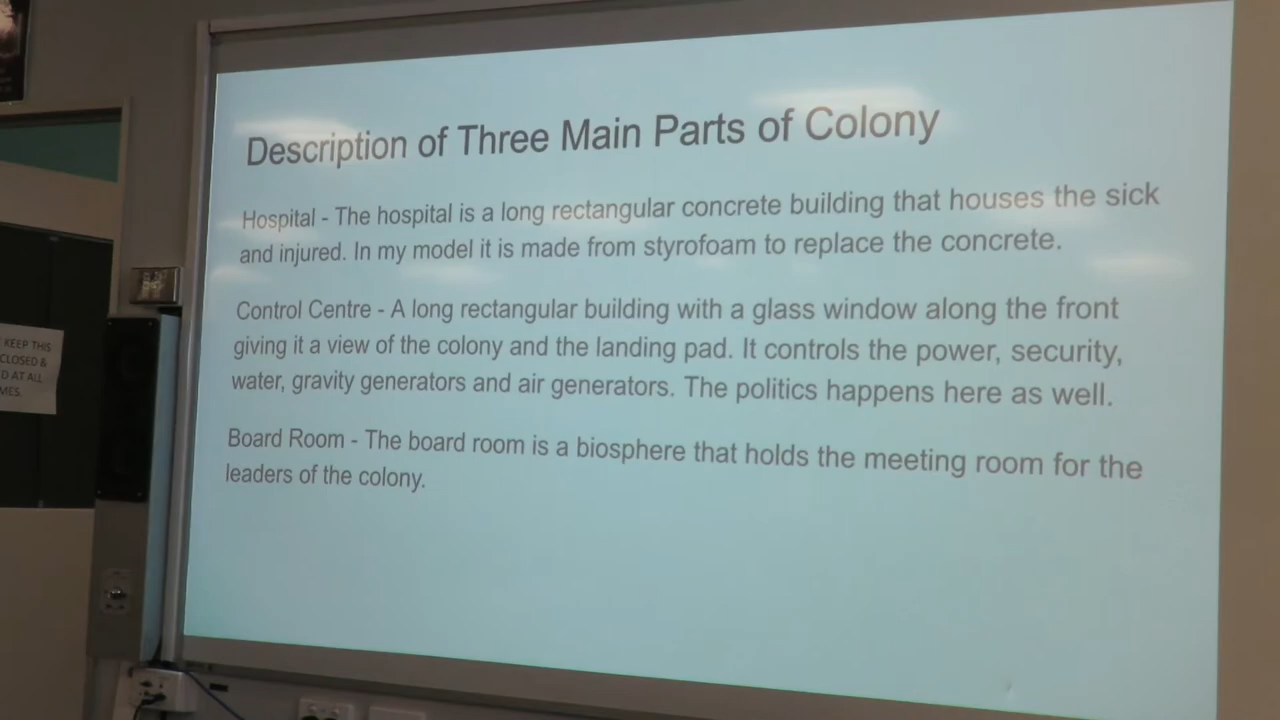 Description of Three Main Parts of Colony
Hospital - The hospital is a long rectangular concrete building that houses the sick
and injured. In my model it is made from styrofoam to replace the concrete.
Control Centre - A long rectangular building with a glass window along the front
giving it a view of the colony and the landing pad. It controls the power, security,
water, gravity generators and air generators. The politics happens here as well.
Board Room - The board room is a biosphere that holds the meeting room for the
leaders of the colony.
KEEP THIS
CLOSED &
D AT ALL
MES.